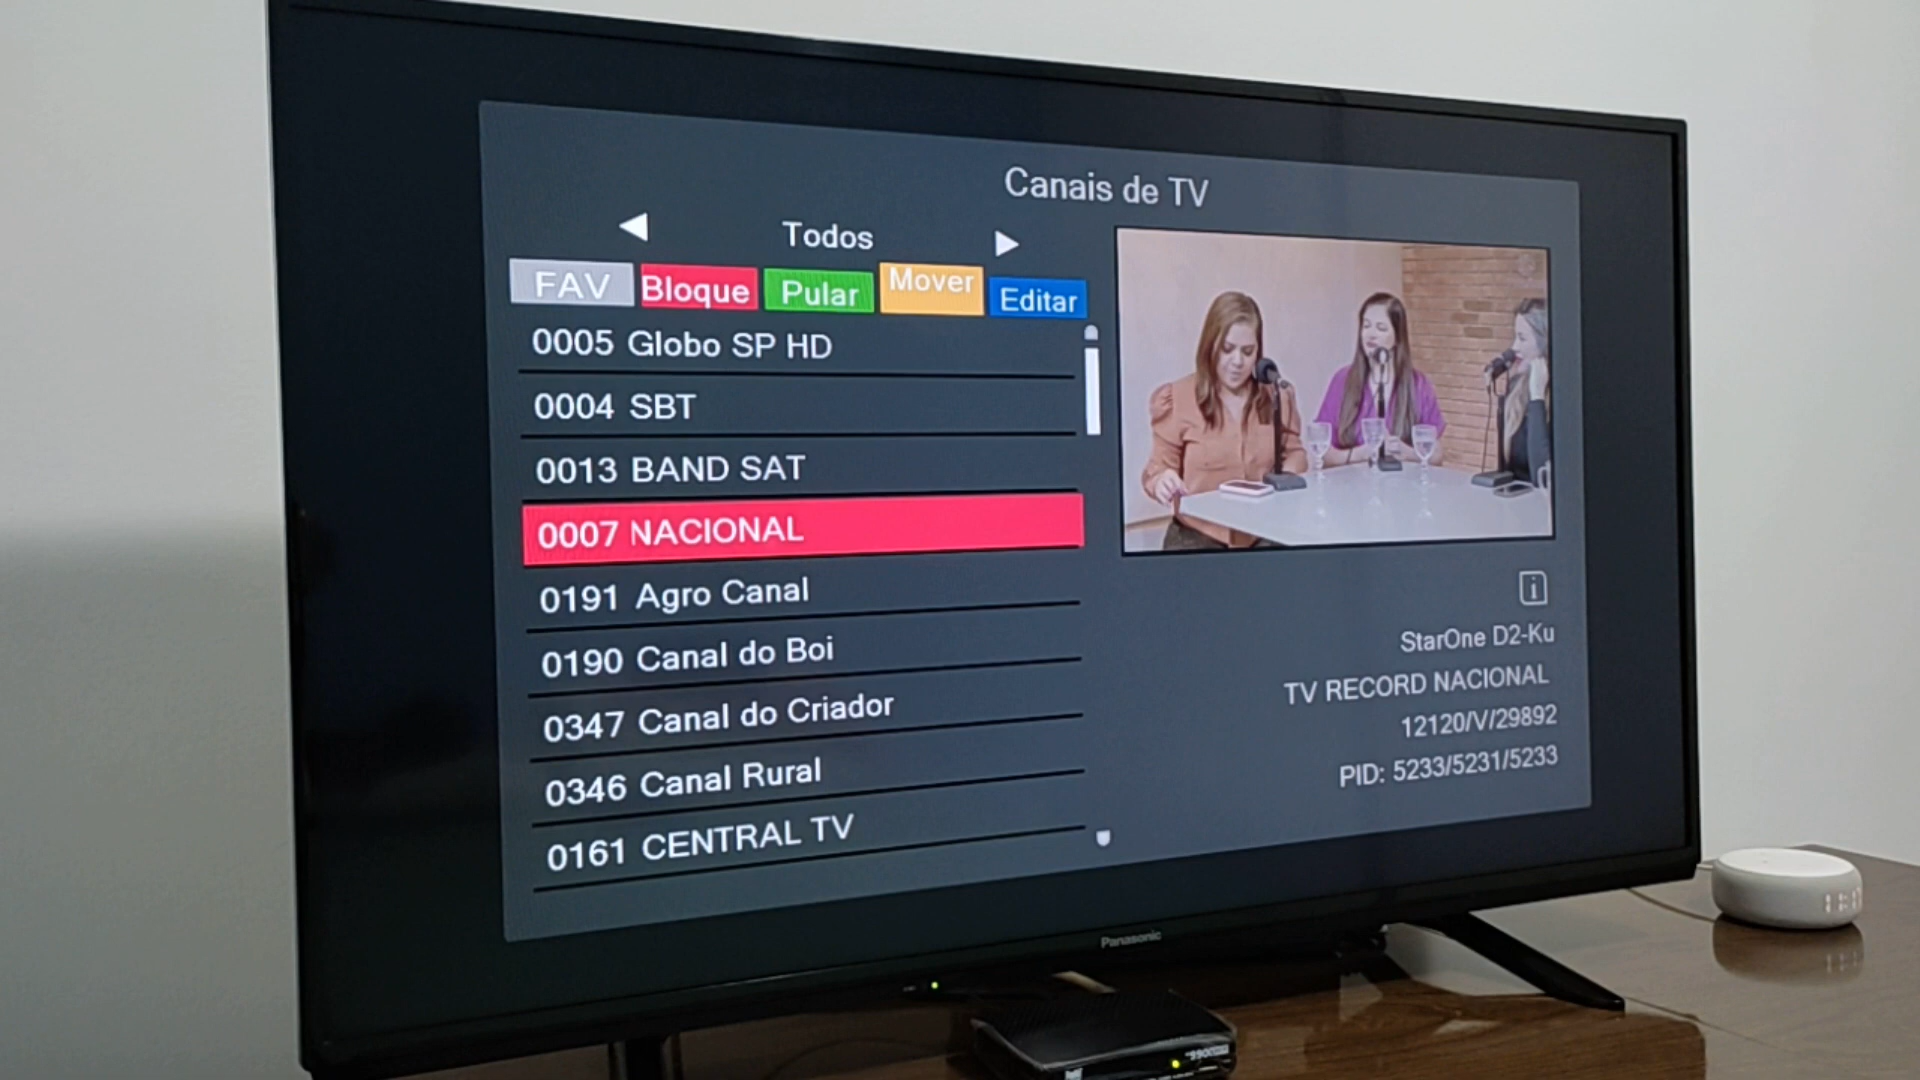 Canais de TV
Todos
FAV Bloque Pular Mover Editar
0005 Globo SP HD
0004 SBT
0013 BAND SAT
0007 NACIONAL
0191 Agro Canal
0190 Canal do Boi
0347 Canal do Criador
0346 Canal Rural
0161 CENTRAL TV
i
StarOne D2-Ku
TV RECORD NACIONAL
12120/V/29892
PID: 5233/5231/5233
Panasonic